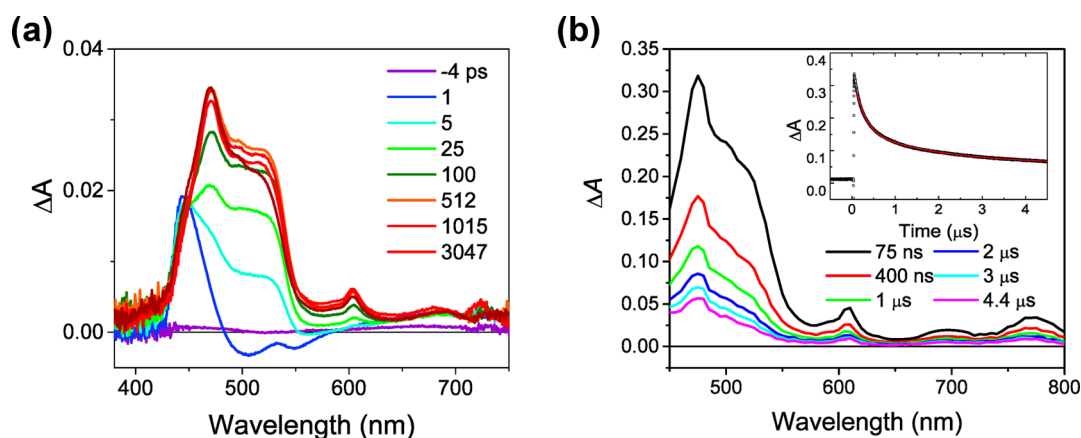 (a)
0.04
0.02
0.00
ΔA
400
500
600
700
Wavelength (nm)
-4 ps
1
5
25
100
512
1015
3047
(b)
0.35
0.30
0.25
0.20
0.15
0.10
0.05
0.00
ΔA
450
500
600
700
800
Wavelength (nm)
0.4
0.3
0.2
0.1
0.0
ΔA
0
1
2
3
4
Time (μs)
75 ns
2 μs
400 ns
3 μs
1 μs
4.4 μs